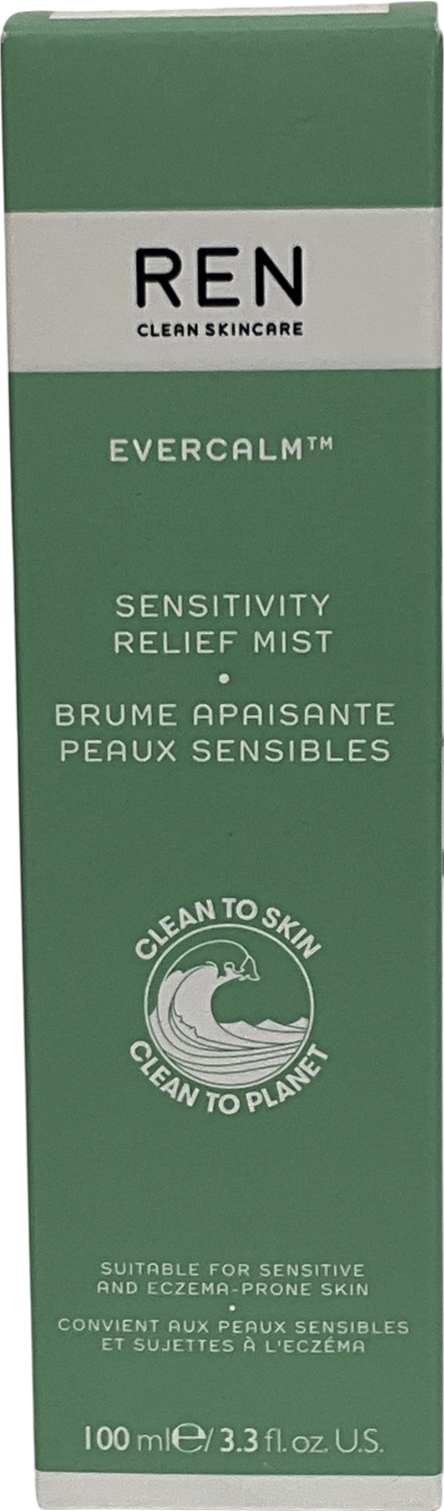 REN
CLEAN SKINCARE
EVERCALM™
SENSITIVITY
RELIEF MIST
•
BRUME APAISANTE
PEAUX SENSIBLES
CLEAN TO SKIN
CLEAN TO PLANET
SUITABLE FOR SENSITIVE
AND ECZEMA-PRONE SKIN
•
CONVIENT AUX PEAUX SENSIBLES
ET SUJETTES À L'ECZÉMA
100 ml℮/ 3.3 fl. oz. U.S.